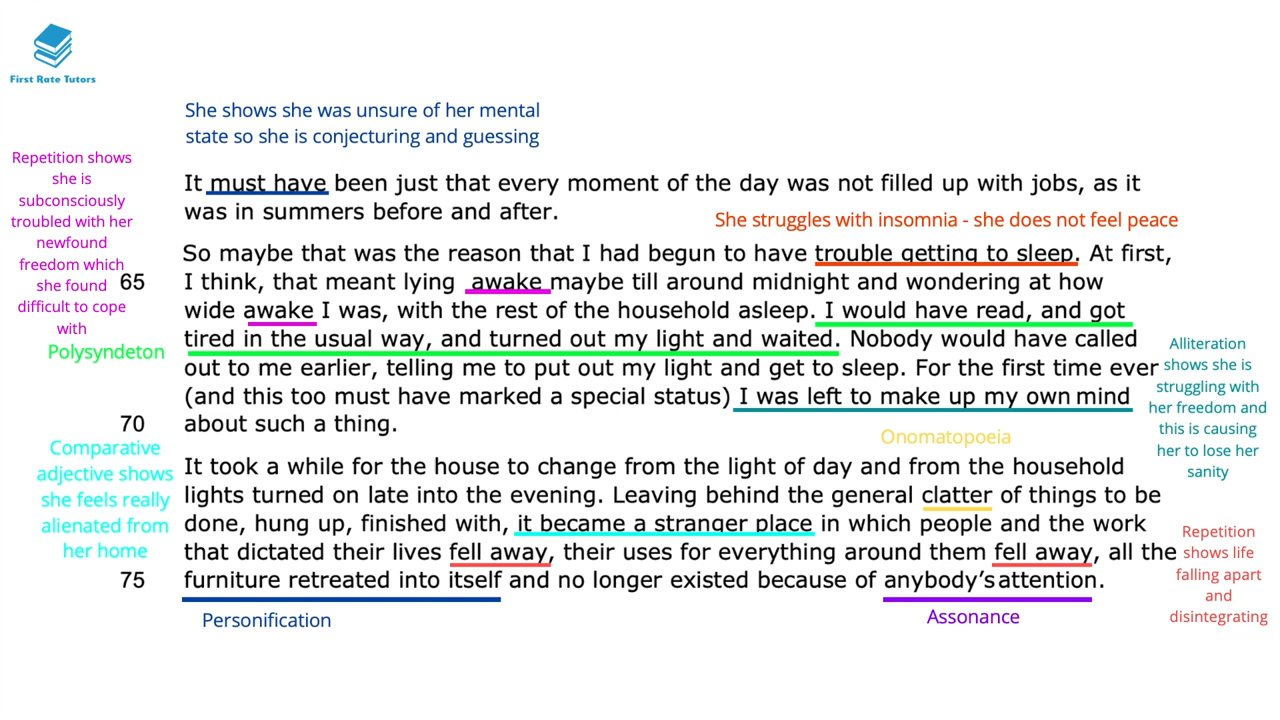 First Rate Tutors
She shows she was unsure of her mental
state so she is conjecturing and guessing
Repetition shows
she is
subconsciously
troubled with her
newfound
freedom which
she found
difficult to cope
with
It must have been just that every moment of the day was not filled up with jobs, as it
was in summers before and after.
She struggles with insomnia - she does not feel peace
So maybe that was the reason that I had begun to have trouble getting to sleep. At first,
65 I think, that meant lying awake maybe till around midnight and wondering at how
wide awake I was, with the rest of the household asleep. I would have read, and got
tired in the usual way, and turned out my light and waited. Nobody would have called
Polysyndeton
out to me earlier, telling me to put out my light and get to sleep. For the first time ever
(and this too must have marked a special status) I was left to make up my own mind
70 about such a thing.
Alliteration
shows she is
struggling with
her freedom and
this is causing
her to lose her
sanity
Onomatopoeia
Comparative
adjective shows
she feels really
alienated from
her home
It took a while for the house to change from the light of day and from the household
lights turned on late into the evening. Leaving behind the general clatter of things to be
done, hung up, finished with, it became a stranger place in which people and the work
that dictated their lives fell away, their uses for everything around them fell away, all the
75 furniture retreated into itself and no longer existed because of anybody's attention.
Repetition
shows life
falling apart
and
disintegrating
Personification
Assonance